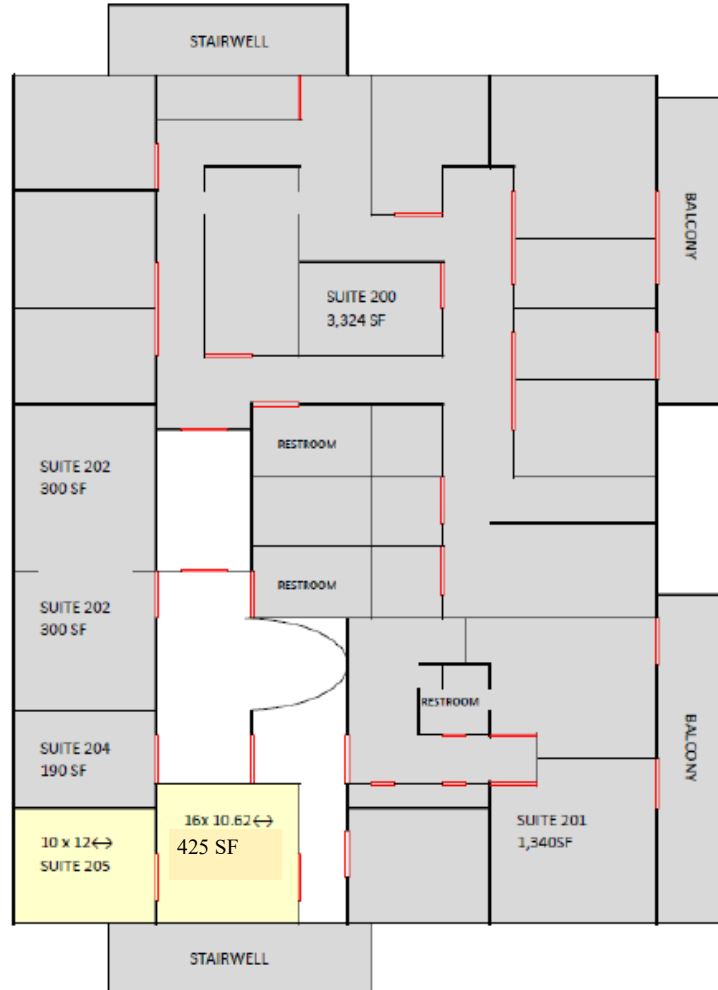 STAIRWELL
BALCONY
SUITE 200
3,324 SF
RESTROOM
SUITE 202
300 SF
RESTROOM
SUITE 202
300 SF
RESTROOM
BALCONY
SUITE 204
190 SF
16x 10.62<->
425 SF
SUITE 201
1,340SF
10 x 12<->
SUITE 205
STAIRWELL